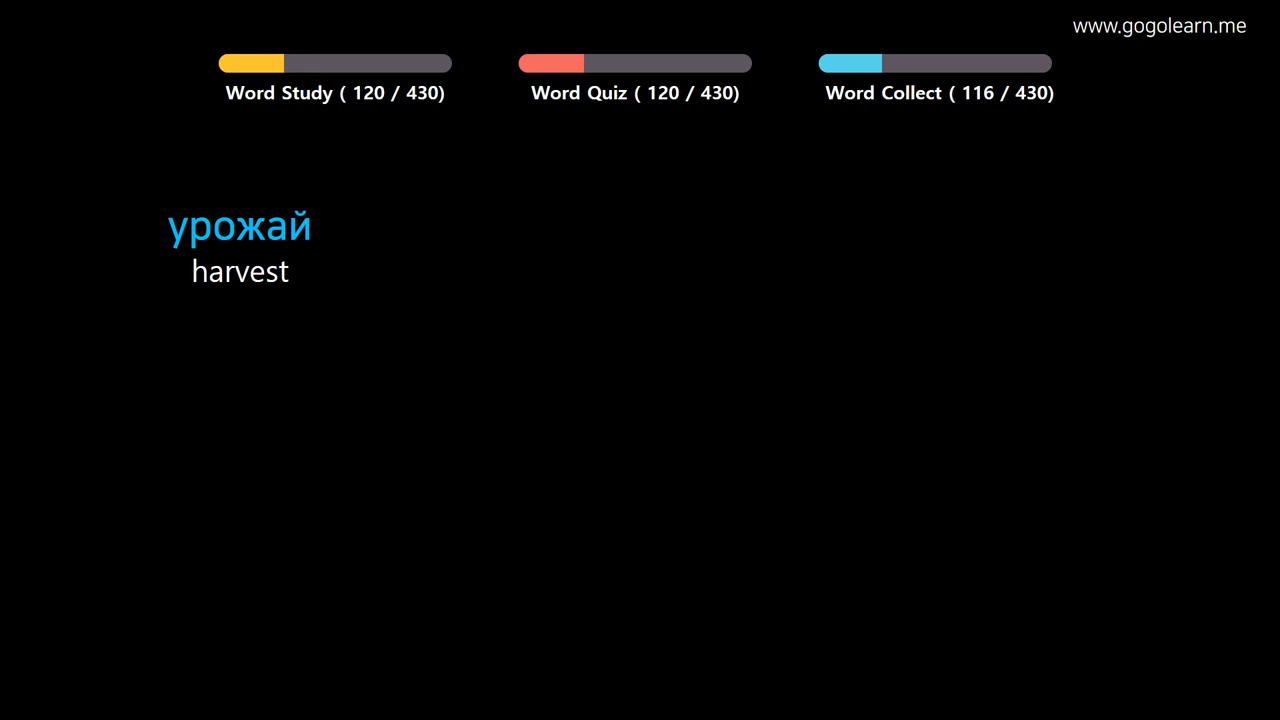 www.gogolearn.me
Word Study ( 120 / 430)
Word Quiz ( 120 / 430)
Word Collect ( 116 / 430)
урожай
harvest